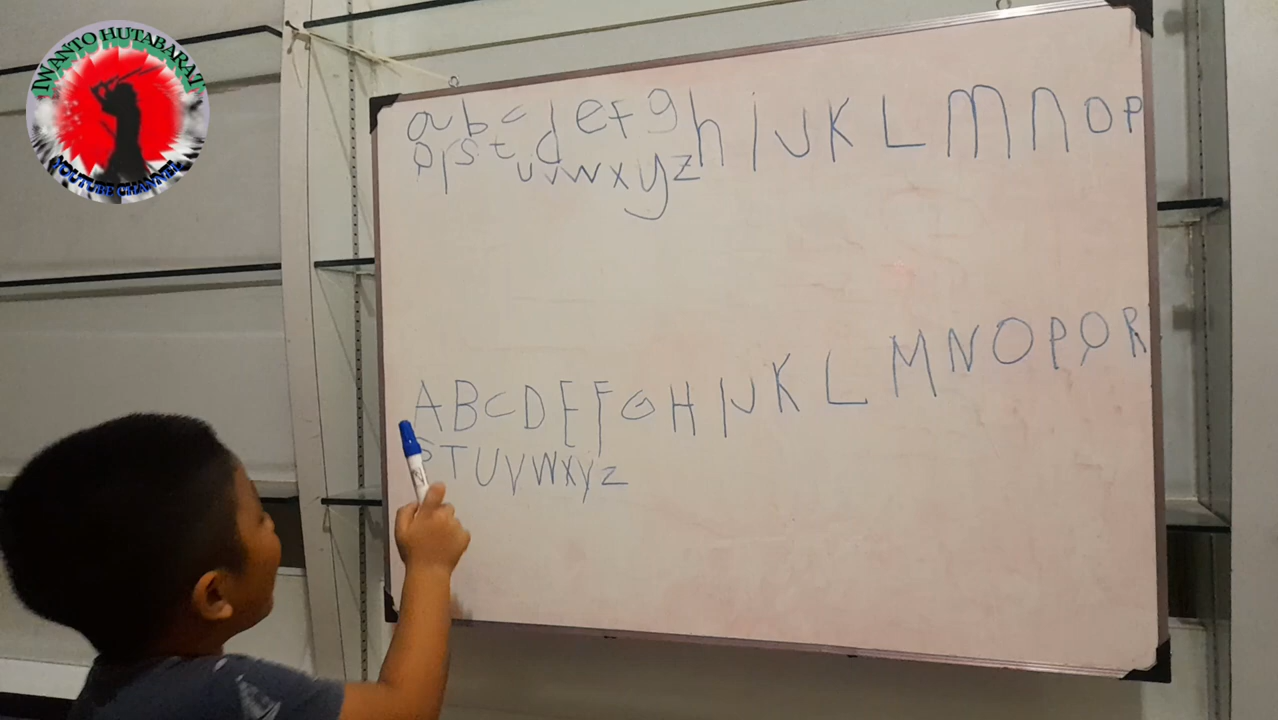 IWANTO HUTABARAT
YOUTUBE CHANNEL
a b c d e f g h i J K L m n O P
q r s t u v w x y z
A B C D E F G H I J K L M N O P Q R
S T U V W X Y Z